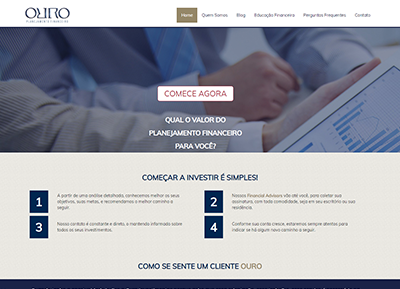 OURO
PLANEJAMENTO FINANCEIRO
Home Quem Somos Blog Educação Financeira Perguntas Frequentes Contato
COMECE AGORA
QUAL O VALOR DO
PLANEJAMENTO FINANCEIRO
PARA VOCÊ?
COMEÇAR A INVESTIR É SIMPLES!
1
A partir de uma análise detalhada, conhecemos melhor os seus
objetivos, suas metas, e recomendamos o melhor caminho a
seguir.
2
Nossos Financial Advisors vão até você, para coletar sua
assinatura, com toda comodidade, seja em seu escritório ou sua
residência.
3
Nosso contato é constante e direto, o mantendo informado sobre
todos os seus investimentos.
4
Conforme sua conta cresce, estaremos sempre atentos para
indicar se há algum novo caminho a seguir.
COMO SE SENTE UM CLIENTE OURO